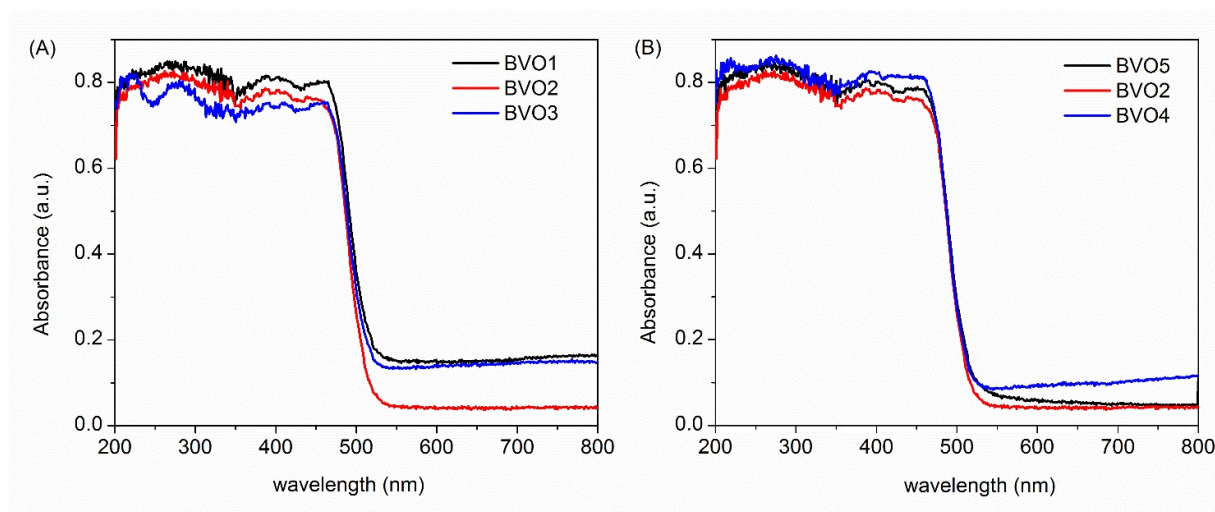 (A)
BVO1
BVO2
BVO3
Absorbance (a.u.)
0.8
0.6
0.4
0.2
0.0
200 300 400 500 600 700 800
wavelength (nm)
(B)
BVO5
BVO2
BVO4
Absorbance (a.u.)
0.8
0.6
0.4
0.2
0.0
200 300 400 500 600 700 800
wavelength (nm)